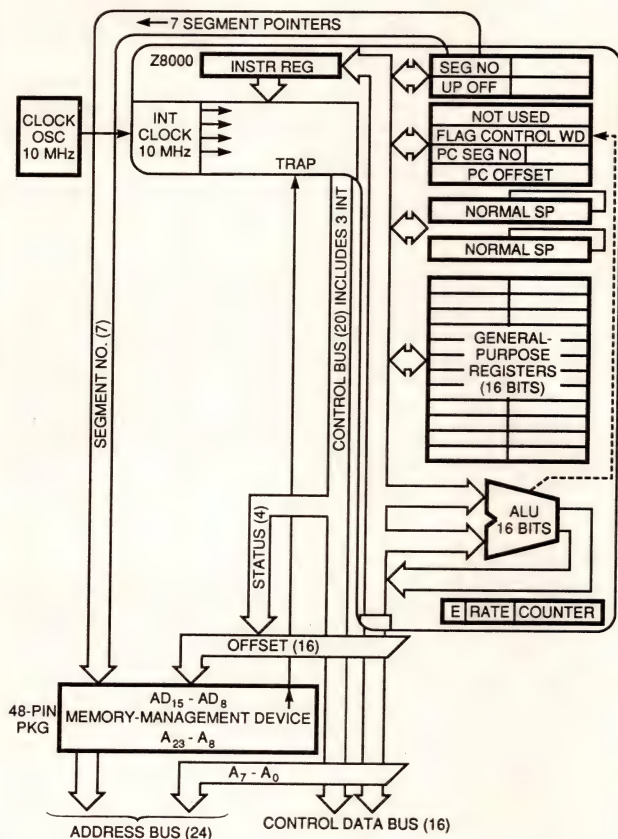 7 SEGMENT POINTERS
Z8000
INSTR REG
SEG NO
UP OFF
CLOCK
OSC
10 MHz
INT
CLOCK
10 MHz
TRAP
NOT USED
FLAG CONTROL WD
PC SEG NO
PC OFFSET
NORMAL SP
NORMAL SP
SEGMENT NO. (7)
CONTROL BUS (20) INCLUDES 3 INT
GENERAL-
PURPOSE
REGISTERS
(16 BITS)
STATUS (4)
ALU
16 BITS
E RATE COUNTER
OFFSET (16)
48-PIN
PKG
AD15 - AD8
MEMORY-MANAGEMENT DEVICE
A23 - A8
A7 - A0
ADDRESS BUS (24)
CONTROL DATA BUS (16)